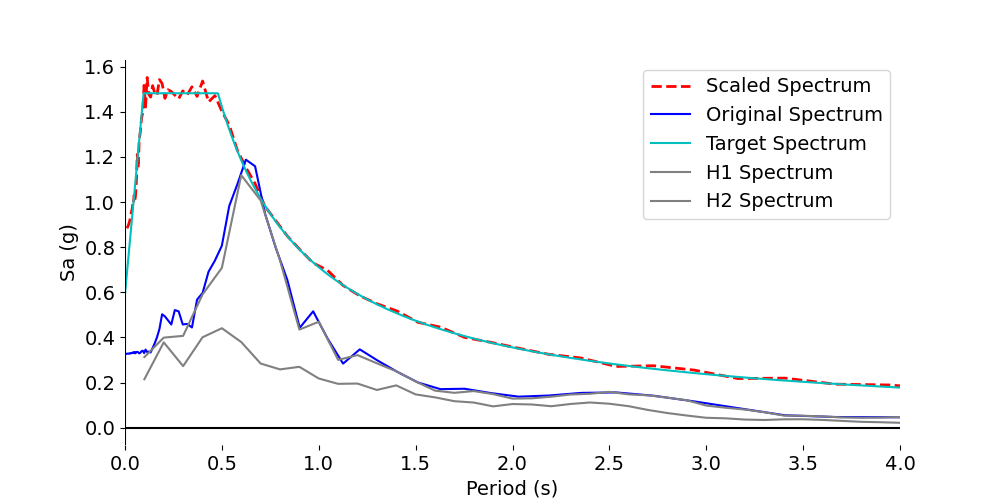 1.6
1.4
1.2
1.0
0.8
0.6
0.4
0.2
0.0
Sa (g)
Scaled Spectrum
Original Spectrum
Target Spectrum
H1 Spectrum
H2 Spectrum
0.0 0.5 1.0 1.5 2.0 2.5 3.0 3.5 4.0
Period (s)